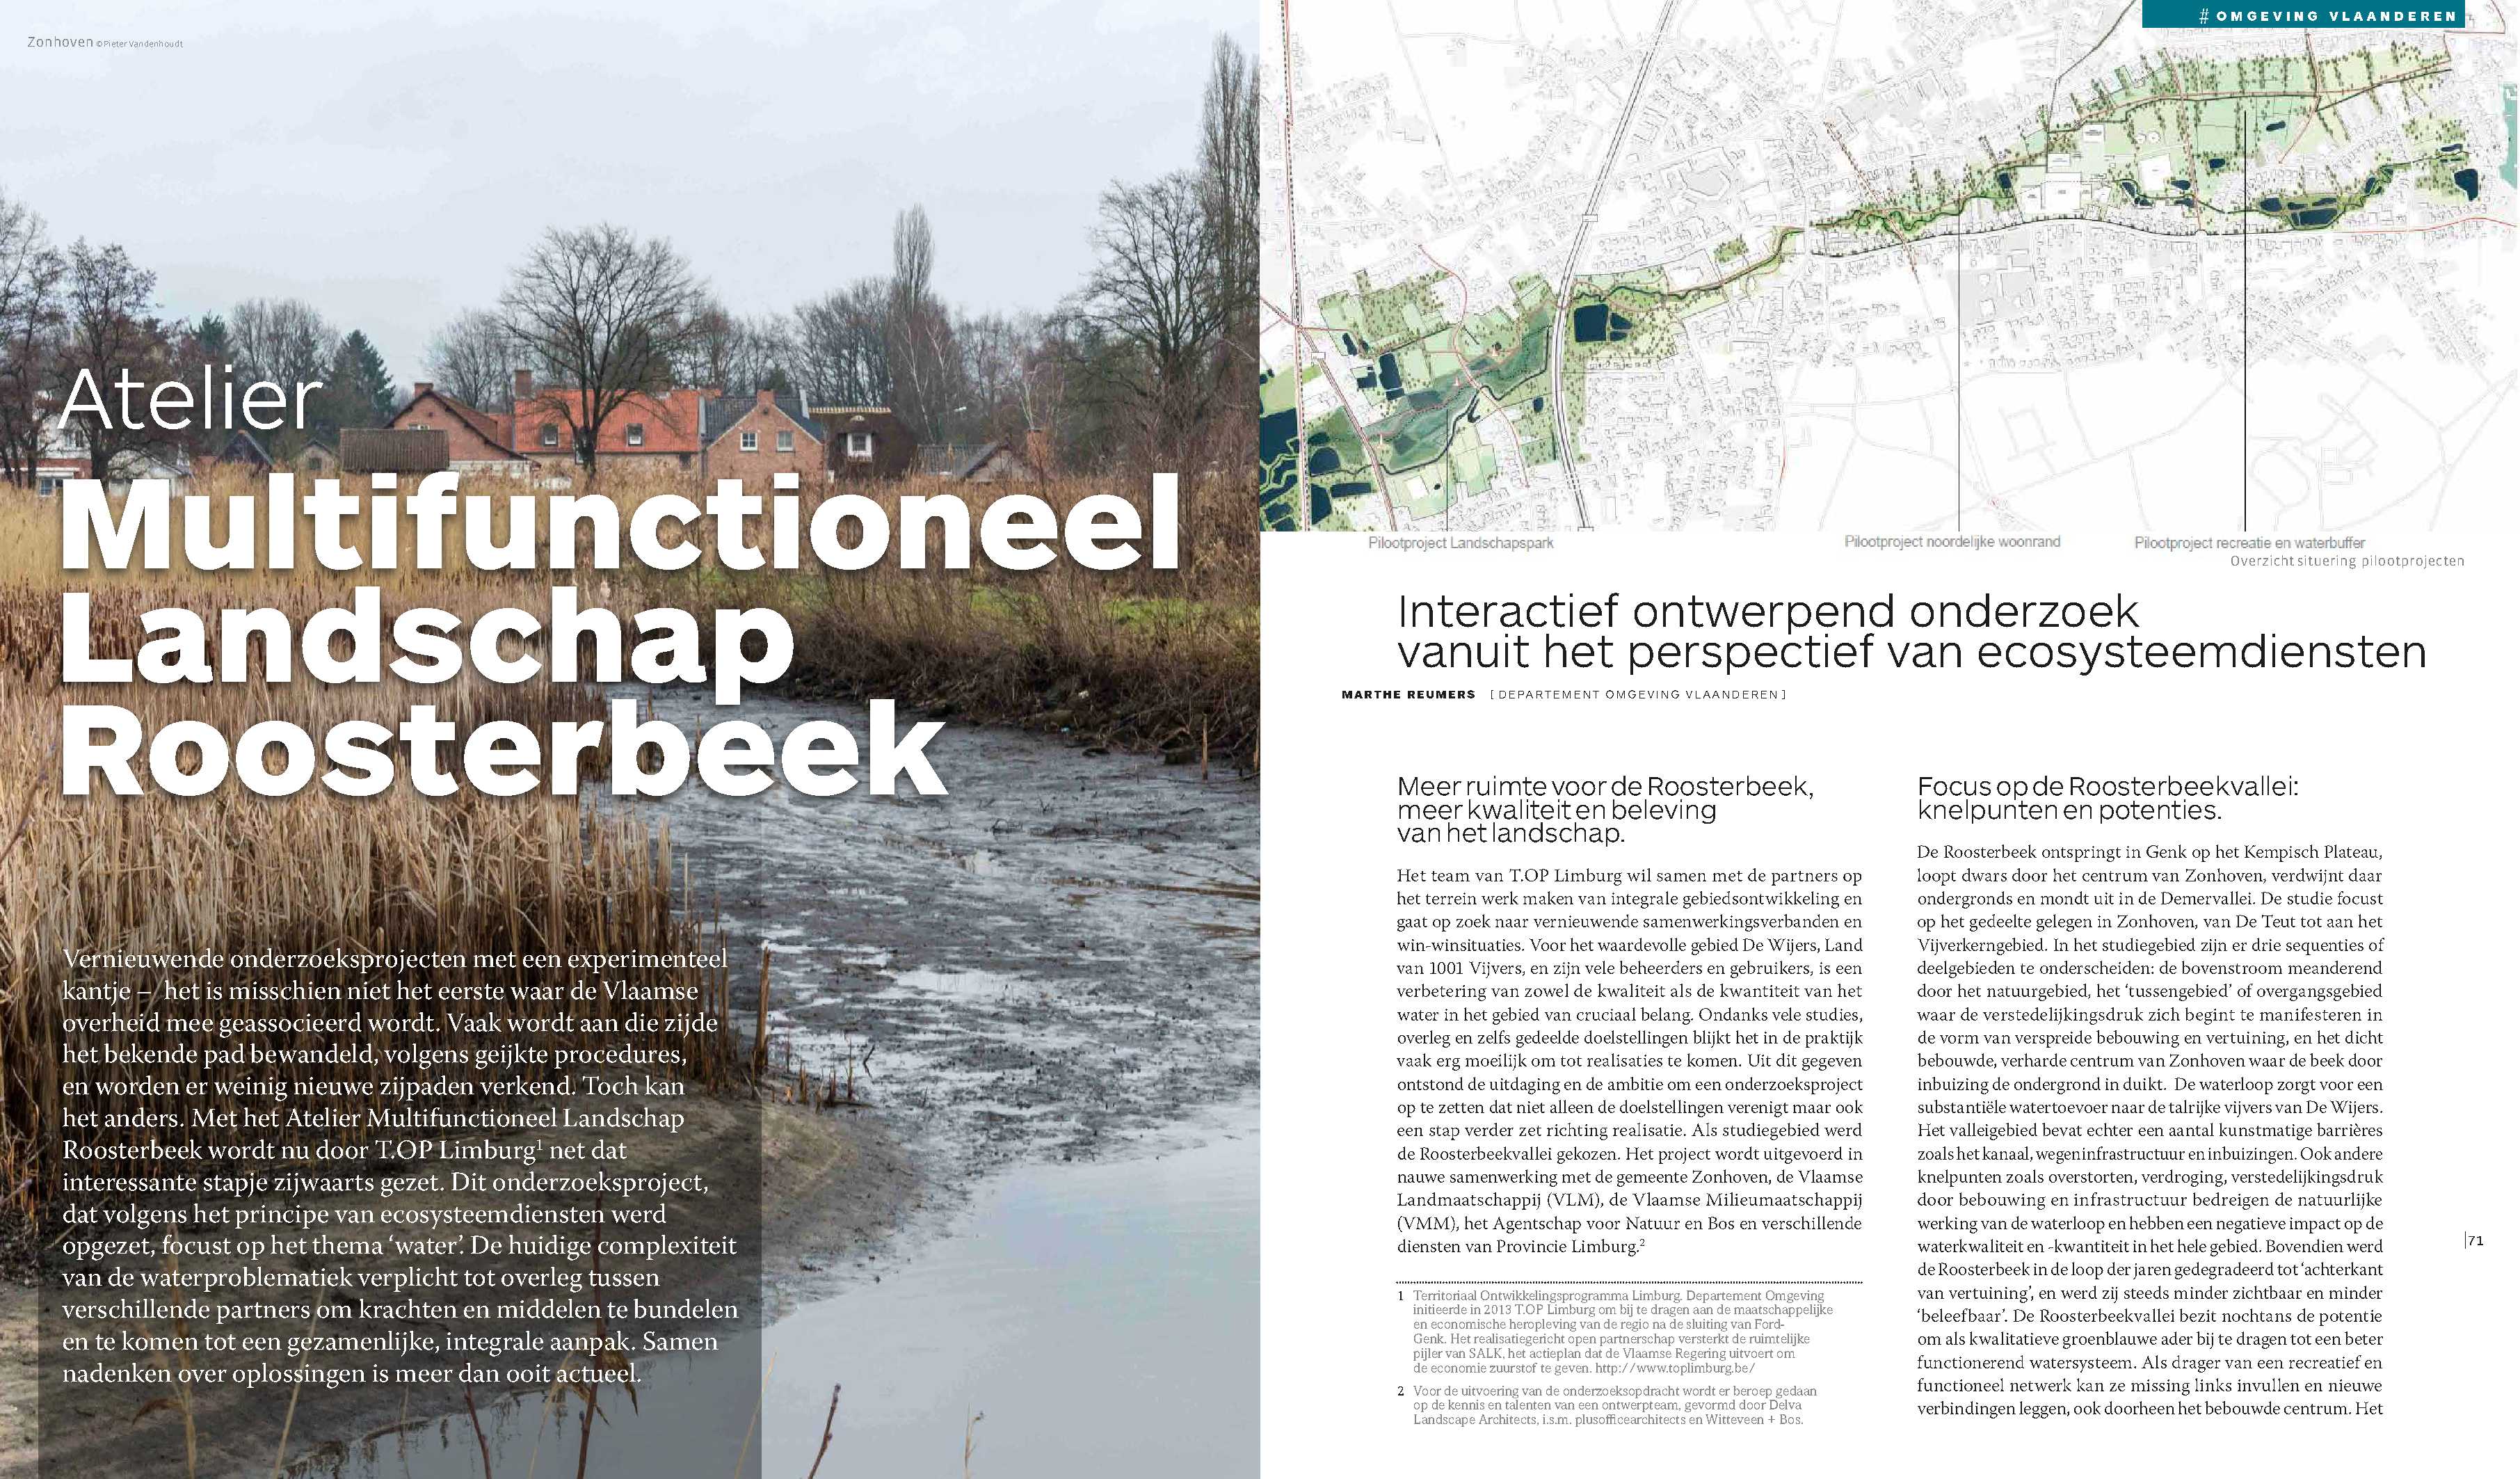 Zonhoven ©Pieter Vandenhoudt
Atelier
Multifunctioneel
Landschap
Roosterbeek
Vernieuwende onderzoeksprojecten met een experimenteel
kantje – het is misschien niet het eerste waar de Vlaamse
overheid mee geassocieerd wordt. Vaak wordt aan die zijde
het bekende pad bewandeld, volgens geijkte procedures,
en worden er weinig nieuwe zijpaden verkend. Toch kan
het anders. Met het Atelier Multifunctioneel Landschap
Roosterbeek wordt nu door T.OP Limburg¹ net dat
interessante stapje zijwaarts gezet. Dit onderzoeksproject,
dat volgens het principe van ecosysteemdiensten werd
opgezet, focust op het thema ‘water’. De huidige complexiteit
van de waterproblematiek verplicht tot overleg tussen
verschillende partners om krachten en middelen te bundelen
en te komen tot een gezamenlijke, integrale aanpak. Samen
nadenken over oplossingen is meer dan ooit actueel.
# OMGEVING VLAANDEREN
Pilootproject Landschapspark
Pilootproject noordelijke woonrand
Pilootproject recreatie en waterbuffer
Overzicht situering pilootprojecten
Interactief ontwerpend onderzoek
vanuit het perspectief van ecosysteemdiensten
MARTHE REUMERS [ DEPARTEMENT OMGEVING VLAANDEREN ]
Meer ruimte voor de Roosterbeek,
meer kwaliteit en beleving
van het landschap.
Het team van T.OP Limburg wil samen met de partners op
het terrein werk maken van integrale gebiedsontwikkeling en
gaat op zoek naar vernieuwende samenwerkingsverbanden en
win-winsituaties. Voor het waardevolle gebied De Wijers, Land
van 1001 Vijvers, en zijn vele beheerders en gebruikers, is een
verbetering van zowel de kwaliteit als de kwantiteit van het
water in het gebied van cruciaal belang. Ondanks vele studies,
overleg en zelfs gedeelde doelstellingen blijkt het in de praktijk
vaak erg moeilijk om tot realisaties te komen. Uit dit gegeven
ontstond de uitdaging en de ambitie om een onderzoeksproject
op te zetten dat niet alleen de doelstellingen verenigt maar ook
een stap verder zet richting realisatie. Als studiegebied werd
de Roosterbeekvallei gekozen. Het project wordt uitgevoerd in
nauwe samenwerking met de gemeente Zonhoven, de Vlaamse
Landmaatschappij (VLM), de Vlaamse Milieumaatschappij
(VMM), het Agentschap voor Natuur en Bos en verschillende
diensten van Provincie Limburg.²
1 Territoriaal Ontwikkelingsprogramma Limburg. Departement Omgeving
initieerde in 2013 T.OP Limburg om bij te dragen aan de maatschappelijke
en economische heropleving van de regio na de sluiting van Ford-
Genk. Het realisatiegericht open partnerschap versterkt de ruimtelijke
pijler van SALK, het actieplan dat de Vlaamse Regering uitvoert om
de economie zuurstof te geven. http://www.toplimburg.be/
2 Voor de uitvoering van de onderzoeksopdracht wordt er beroep gedaan
op de kennis en talenten van een ontwerpteam, gevormd door Delva
Landscape Architects, i.s.m. plusofficearchitects en Witteveen + Bos.
Focus op de Roosterbeekvallei:
knelpunten en potenties.
De Roosterbeek ontspringt in Genk op het Kempisch Plateau,
loopt dwars door het centrum van Zonhoven, verdwijnt daar
ondergronds en mondt uit in de Demervallei. De studie focust
op het gedeelte gelegen in Zonhoven, van De Teut tot aan het
Vijverkerngebied. In het studiegebied zijn er drie sequenties of
deelgebieden te onderscheiden: de bovenstroom meanderend
door het natuurgebied, het ‘tussengebied’ of overgangsgebied
waar de verstedelijkingsdruk zich begint te manifesteren in
de vorm van verspreide bebouwing en vertuining, en het dicht
bebouwde, verharde centrum van Zonhoven waar de beek door
inbuizing de ondergrond in duikt. De waterloop zorgt voor een
substantiële watertoevoer naar de talrijke vijvers van De Wijers.
Het valleigebied bevat echter een aantal kunstmatige barrières
zoals het kanaal, wegeninfrastructuur en inbuizingen. Ook andere
knelpunten zoals overstorten, verdroging, verstedelijkingsdruk
door bebouwing en infrastructuur bedreigen de natuurlijke
werking van de waterloop en hebben een negatieve impact op de
waterkwaliteit en -kwantiteit in het hele gebied. Bovendien werd
de Roosterbeek in de loop der jaren gedegradeerd tot ‘achterkant
van vertuining’, en werd zij steeds minder zichtbaar en minder
‘beleefbaar’. De Roosterbeekvallei bezit nochtans de potentie
om als kwalitatieve groenblauwe ader bij te dragen tot een beter
functionerend watersysteem. Als drager van een recreatief en
functioneel netwerk kan ze missing links invullen en nieuwe
verbindingen leggen, ook doorheen het bebouwde centrum. Het
|71